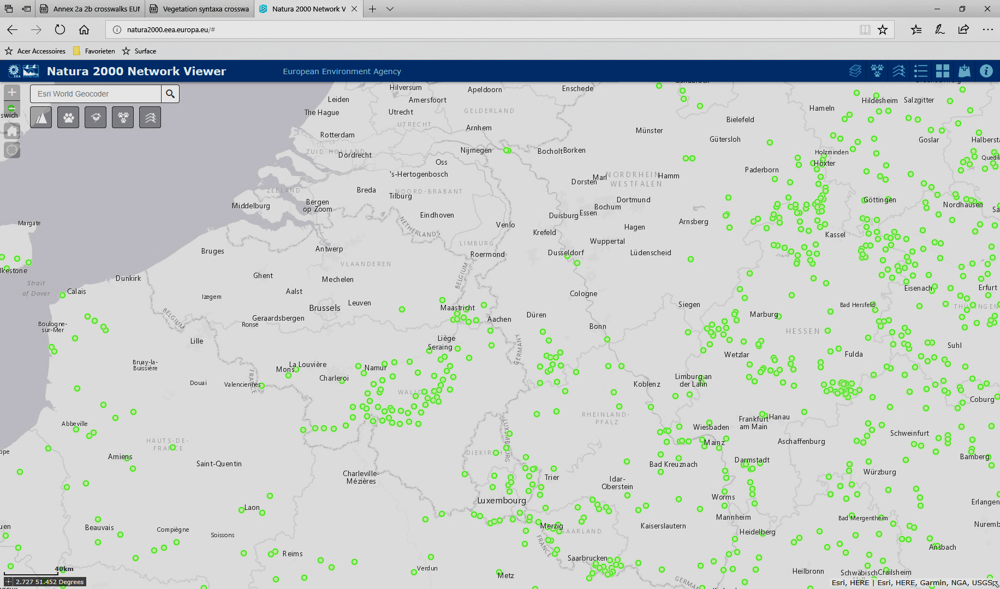 Annex 2a 2b crosswalks EUN
Vegetation syntaxa crosswa
Natura 2000 Network V
natura2000.eea.europa.eu/#
Acer Accessoires
Favorieten
Surface
Natura 2000 Network Viewer
European Environment Agency
Esri World Geocoder
Hilversum
Apeldoorn
Enschede
Leiden
Amersfoort
Hildesheim
Salzgitter
Hameln
The Hague
Utrecht
GELDERLAND
swich
Bielefeld
UTRECHT
Arnhem
Münster
Rotterdam
Gütersloh
Goslar
Halbersta
ZUID-HOLLAND
Dordrecht
Nijmegen
Bocholt
Borken
Holzminden
Quedli
Oss
Höxter
's-Hertogenbosch
Marl
NORDRHEIN-
WESTFALEN
Hamm
Paderborn
Dorsten
ZEELAND
Breda
Tilburg
NOORD-BRABANT
Dortmund
Göttingen
Middelburg
Bergen
op Zoom
Bochum
Nordhausen
Sa
Eindhoven
Duisburg
Essen
Margate
NETHERLANDS
Venlo
Hagen
Arnsberg
Krefeld
Kassel
LIMBURG
Wuppertal
Bruges
Antwerp
Roermond
Dusseldorf
Lüdenscheid
VLAANDEREN
BELGIUM
lkestone
Strait
of Dover
Dunkirk
Ghent
Mechelen
Eisenach
Erfurt
Calais
Izegem
Aalst
Cologne
Brussels
Leuven
Maastricht
Siegen
Bad Hersfeld
THÜRINGEN
BELGIUM
Geraardsbergen
Ronse
Aachen
Düren
Marburg
Boulogne-
sur-Mer
Bonn
HESSEN
Lille
Liège
Seraing
GERMANY
Suhl
Bruay-la-
Buissière
La Louvière
Mons
Namur
Wetzlar
Fulda
Douai
Valenciennes
FRANCE
Charleroi
WALLO
Koblenz
Limburg an
der Lahn
Coburg
Abbeville
LUXEMBOURG
RHEINLAND-
PFALZ
Frankfurt
am Main
Hanau
Wiesbaden
Schweinfurt
HAUTS-DE-
FRANCE
Mainz
Aschaffenburg
ppe
DIEKIRCH
Amiens
Bamberg
Saint-Quentin
Darmstadt
Bad Kreuznach
Charleville-
Mézières
Trier
Idar-
Oberstein
Würzburg
Luxembourg
Worms
Erlangen
Laon
Mannheim
Bad Mergentheim
Beauvais
Compiègne
Soissons
Merzig
SAARLAND
Kaiserslautern
Heidelberg
Nuremb
uen
FRANCE
Ansbach
Reims
Saarbrucken
40km
Verdun
Metz
Heilbronn
Schwäbisch
Crailsheim
GERMA
2.727 51.452 Degrees
Esri, HERE | Esri, HERE, Garmin, NGA, USGS